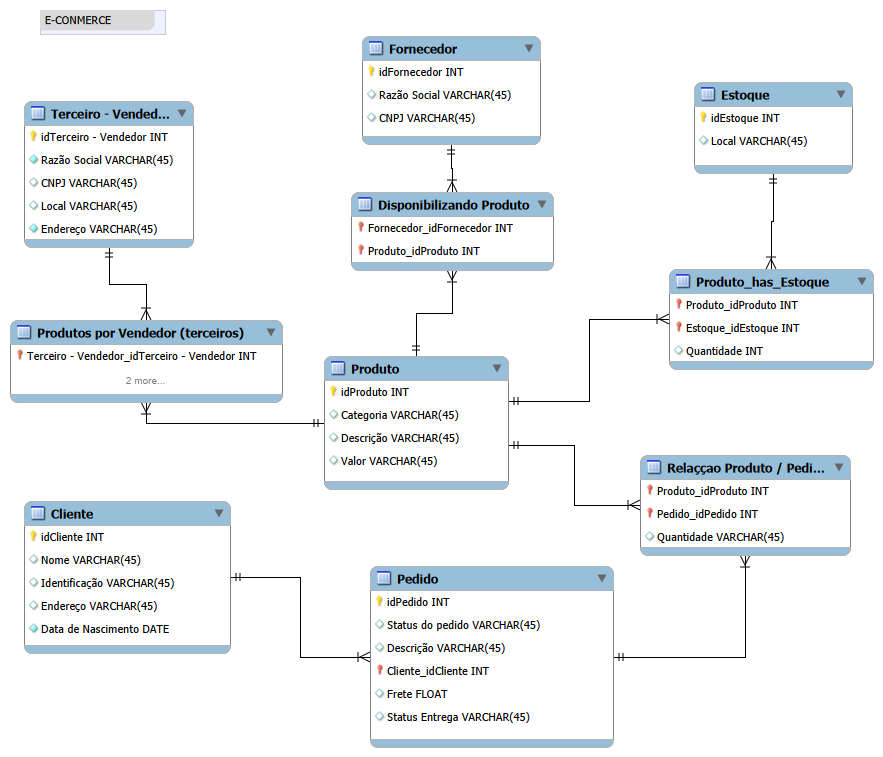 E-CONMERCE
Fornecedor
idFornecedor INT
Razão Social VARCHAR(45)
CNPJ VARCHAR(45)
Estoque
idEstoque INT
Local VARCHAR(45)
Terceiro - Vended...
idTerceiro - Vendedor INT
Razão Social VARCHAR(45)
CNPJ VARCHAR(45)
Local VARCHAR(45)
Endereço VARCHAR(45)
Disponibilizando Produto
Fornecedor_idFornecedor INT
Produto_idProduto INT
Produto_has_Estoque
Produto_idProduto INT
Estoque_idEstoque INT
Quantidade INT
Produtos por Vendedor (terceiros)
Terceiro - Vendedor_idTerceiro - Vendedor INT
2 more...
Produto
idProduto INT
Categoria VARCHAR(45)
Descrição VARCHAR(45)
Valor VARCHAR(45)
Relaççao Produto / Pedi...
Produto_idProduto INT
Pedido_idPedido INT
Quantidade VARCHAR(45)
Cliente
idCliente INT
Nome VARCHAR(45)
Identificação VARCHAR(45)
Endereço VARCHAR(45)
Data de Nascimento DATE
Pedido
idPedido INT
Status do pedido VARCHAR(45)
Descrição VARCHAR(45)
Cliente_idCliente INT
Frete FLOAT
Status Entrega VARCHAR(45)